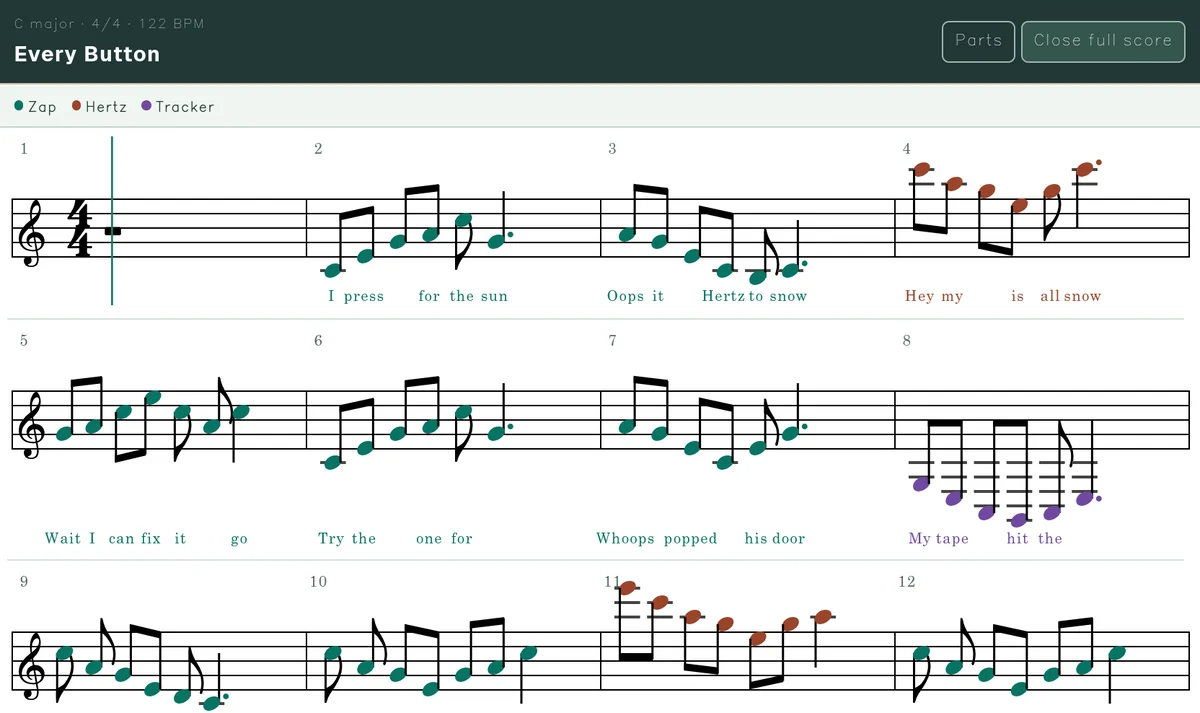 C major · 4/4 · 122 BPM
Every Button
Parts
Close full score
Zap Hertz Tracker
1 2 3 4
4
4
I press for the sun Oops it Hertz to snow Hey my is all snow
5 6 7 8
Wait I can fix it go Try the one for Whoops popped his door My tape hit the
9 10 11 12